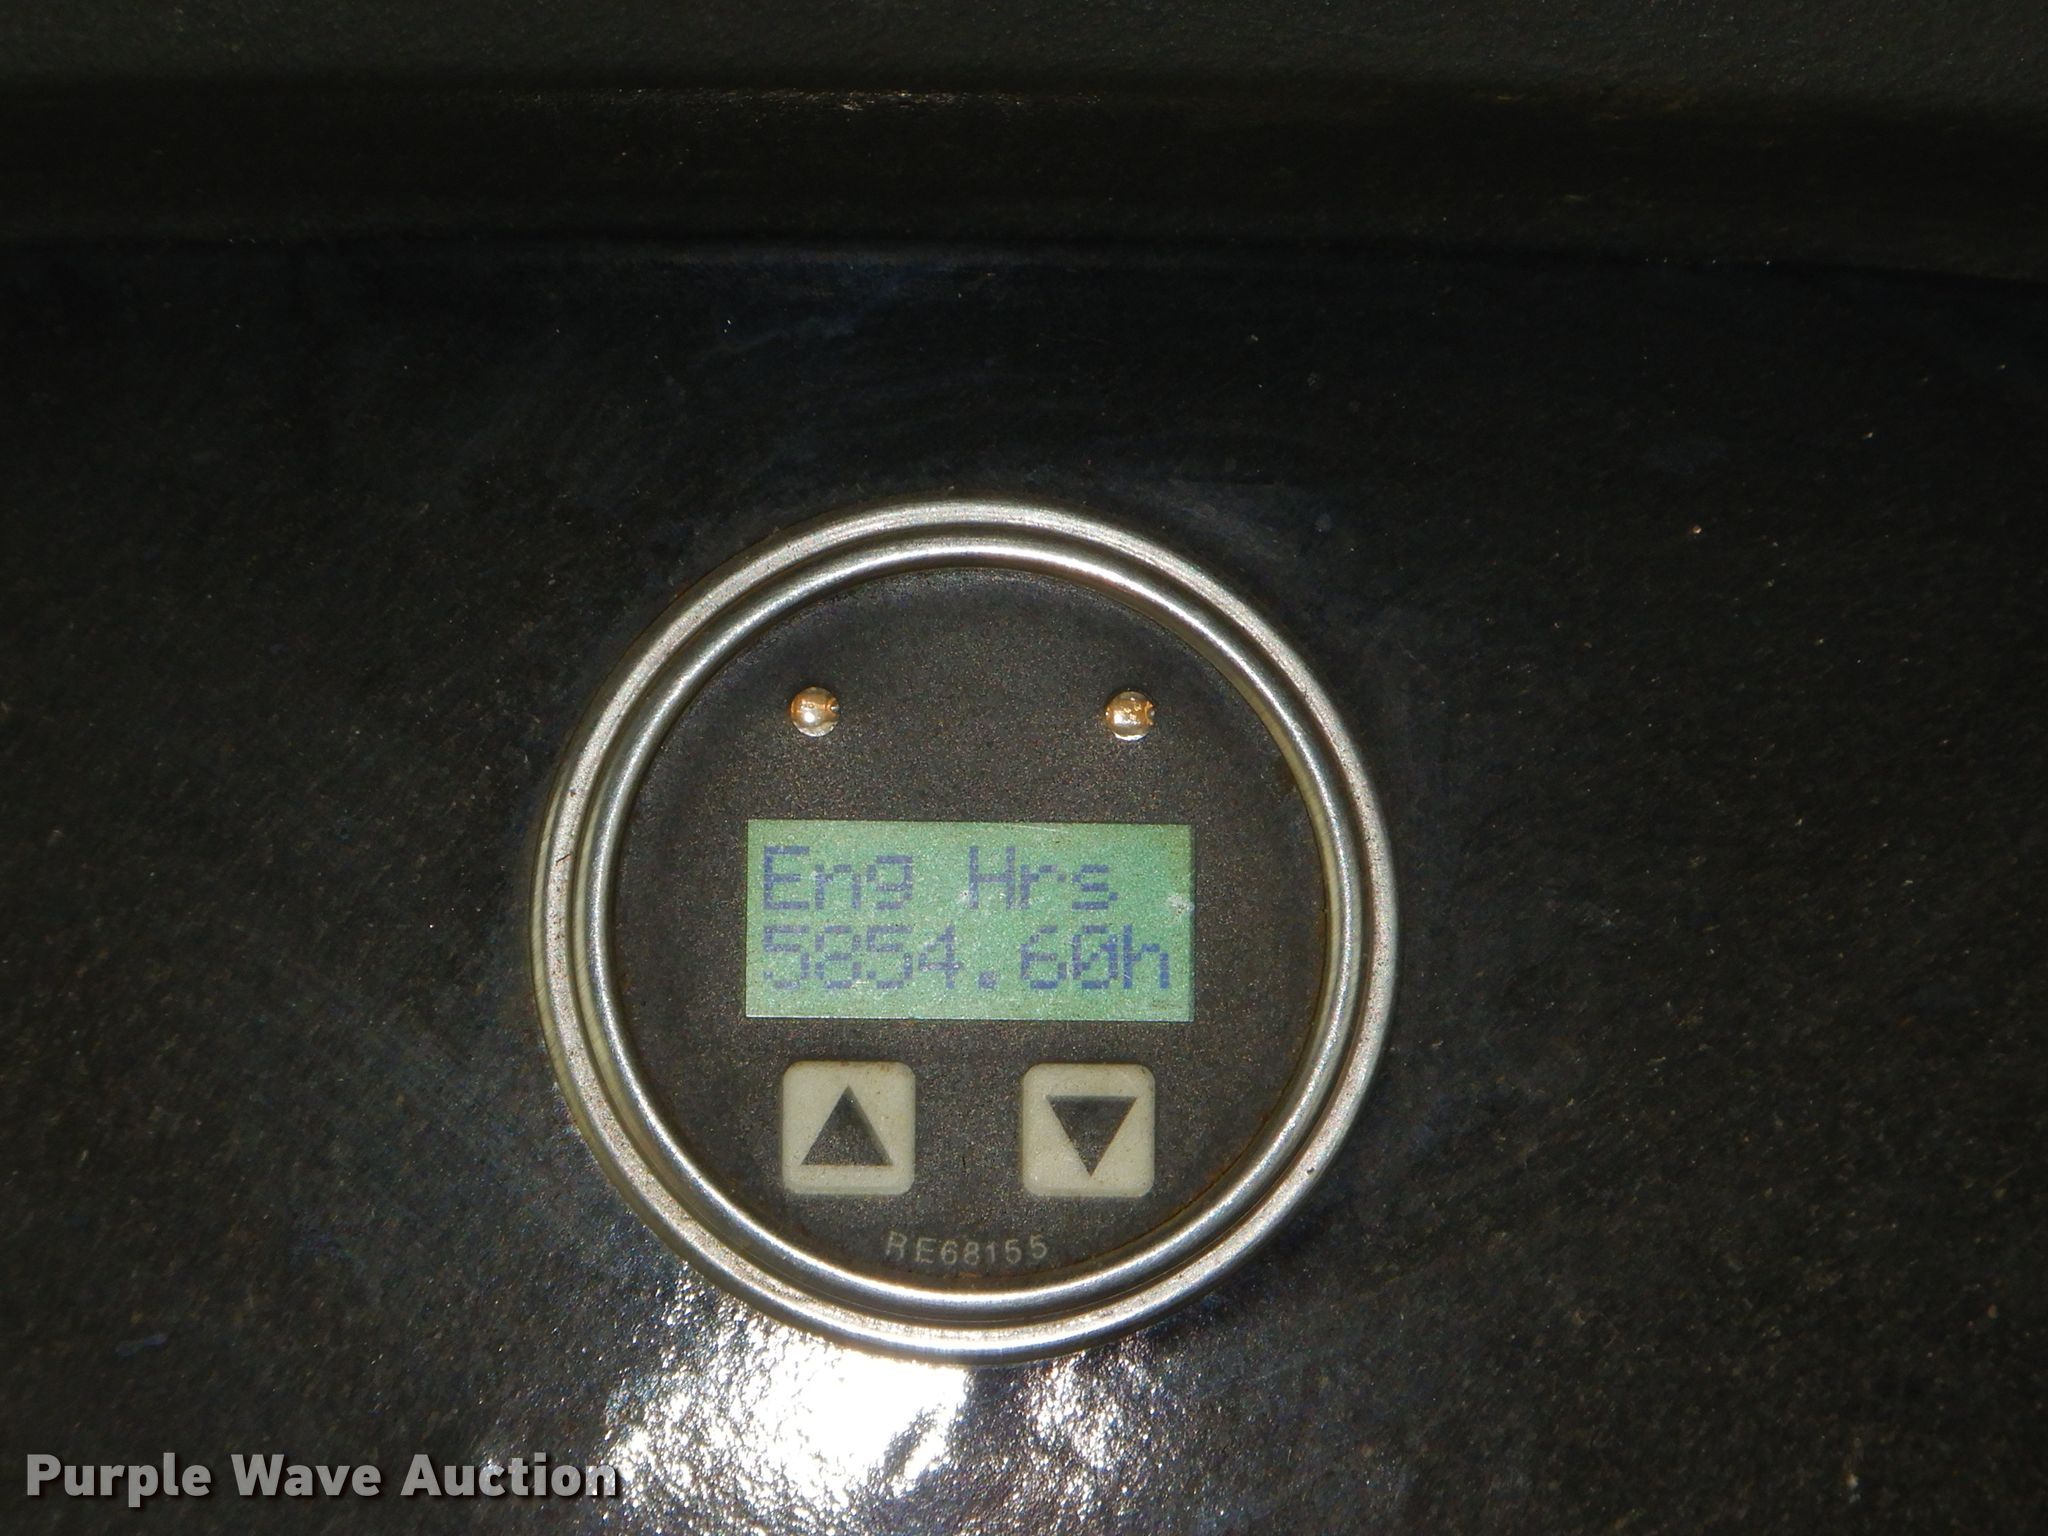 Eng Hrs
5854.60h
RE68155
Purple Wave Auction